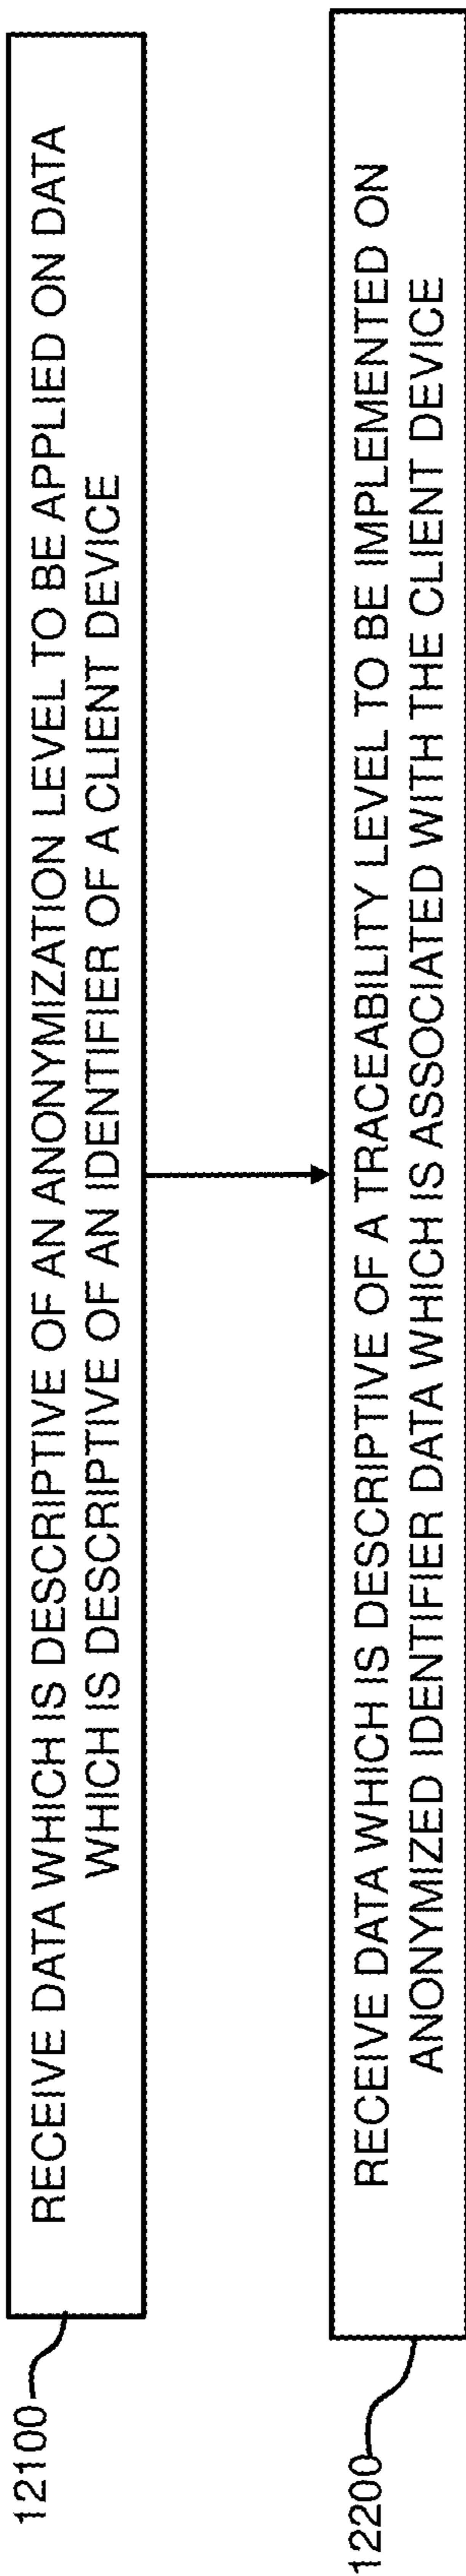 12100
RECEIVE DATA WHICH IS DESCRIPTIVE OF AN ANONYMIZATION LEVEL TO BE APPLIED ON DATA
WHICH IS DESCRIPTIVE OF AN IDENTIFIER OF A CLIENT DEVICE
12200
RECEIVE DATA WHICH IS DESCRIPTIVE OF A TRACEABILITY LEVEL TO BE IMPLEMENTED ON
ANONYMIZED IDENTIFIER DATA WHICH IS ASSOCIATED WITH THE CLIENT DEVICE